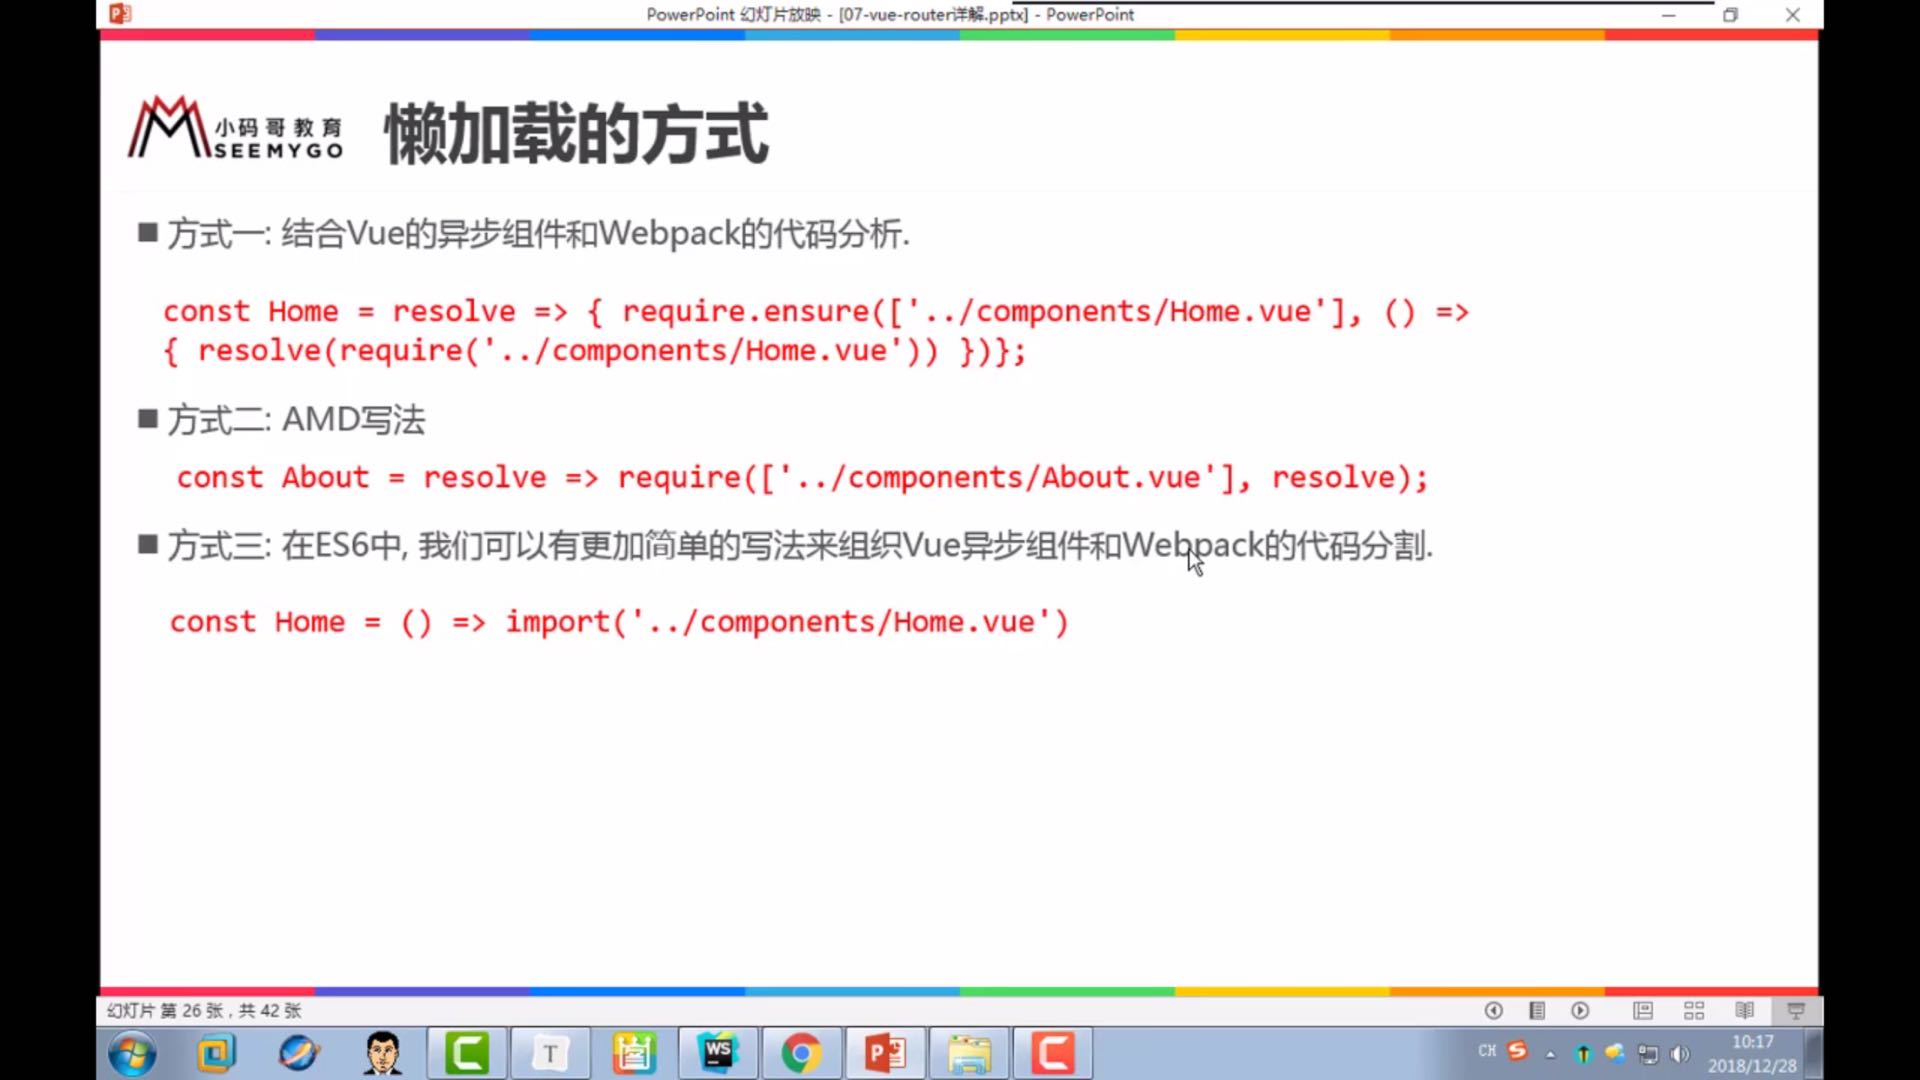 PowerPoint 幻灯片放映 - [07-vue-router详解.pptx] - PowerPoint
小码哥教育
SEEMYGO
懒加载的方式
■ 方式一: 结合Vue的异步组件和Webpack的代码分析.
const Home = resolve => { require.ensure(['../components/Home.vue'], () =>
{ resolve(require('../components/Home.vue')) })};
■ 方式二: AMD写法
const About = resolve => require(['../components/About.vue'], resolve);
■ 方式三: 在ES6中, 我们可以有更加简单的写法来组织Vue异步组件和Webpack的代码分割.
const Home = () => import('../components/Home.vue')
幻灯片 第 26 张 , 共 42 张
T
WS
CH
10:17
2018/12/28